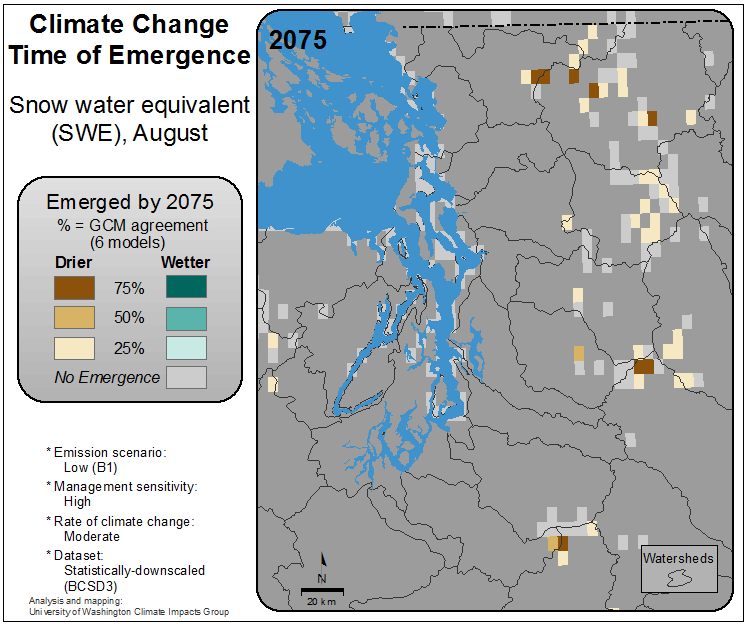 Climate Change
Time of Emergence
Snow water equivalent
(SWE), August
Emerged by 2075
% = GCM agreement
(6 models)
Drier Wetter
75%
50%
25%
No Emergence
* Emission scenario:
Low (B1)
* Management sensitivity:
High
* Rate of climate change:
Moderate
* Dataset:
Statistically-downscaled
(BCSD3)
Analysis and mapping:
University of Washington Climate Impacts Group
2075
N
20 km
Watersheds